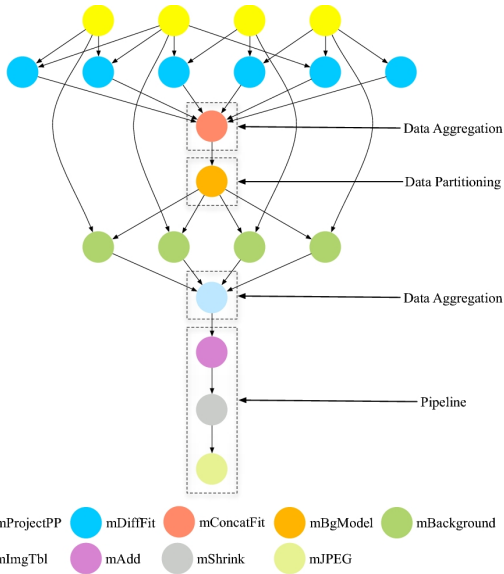 Data Aggregation
Data Partitioning
Data Aggregation
Pipeline
mProjectPP mDiffFit mConcatFit mBgModel mBackground
mImgTbl mAdd mShrink mJPEG